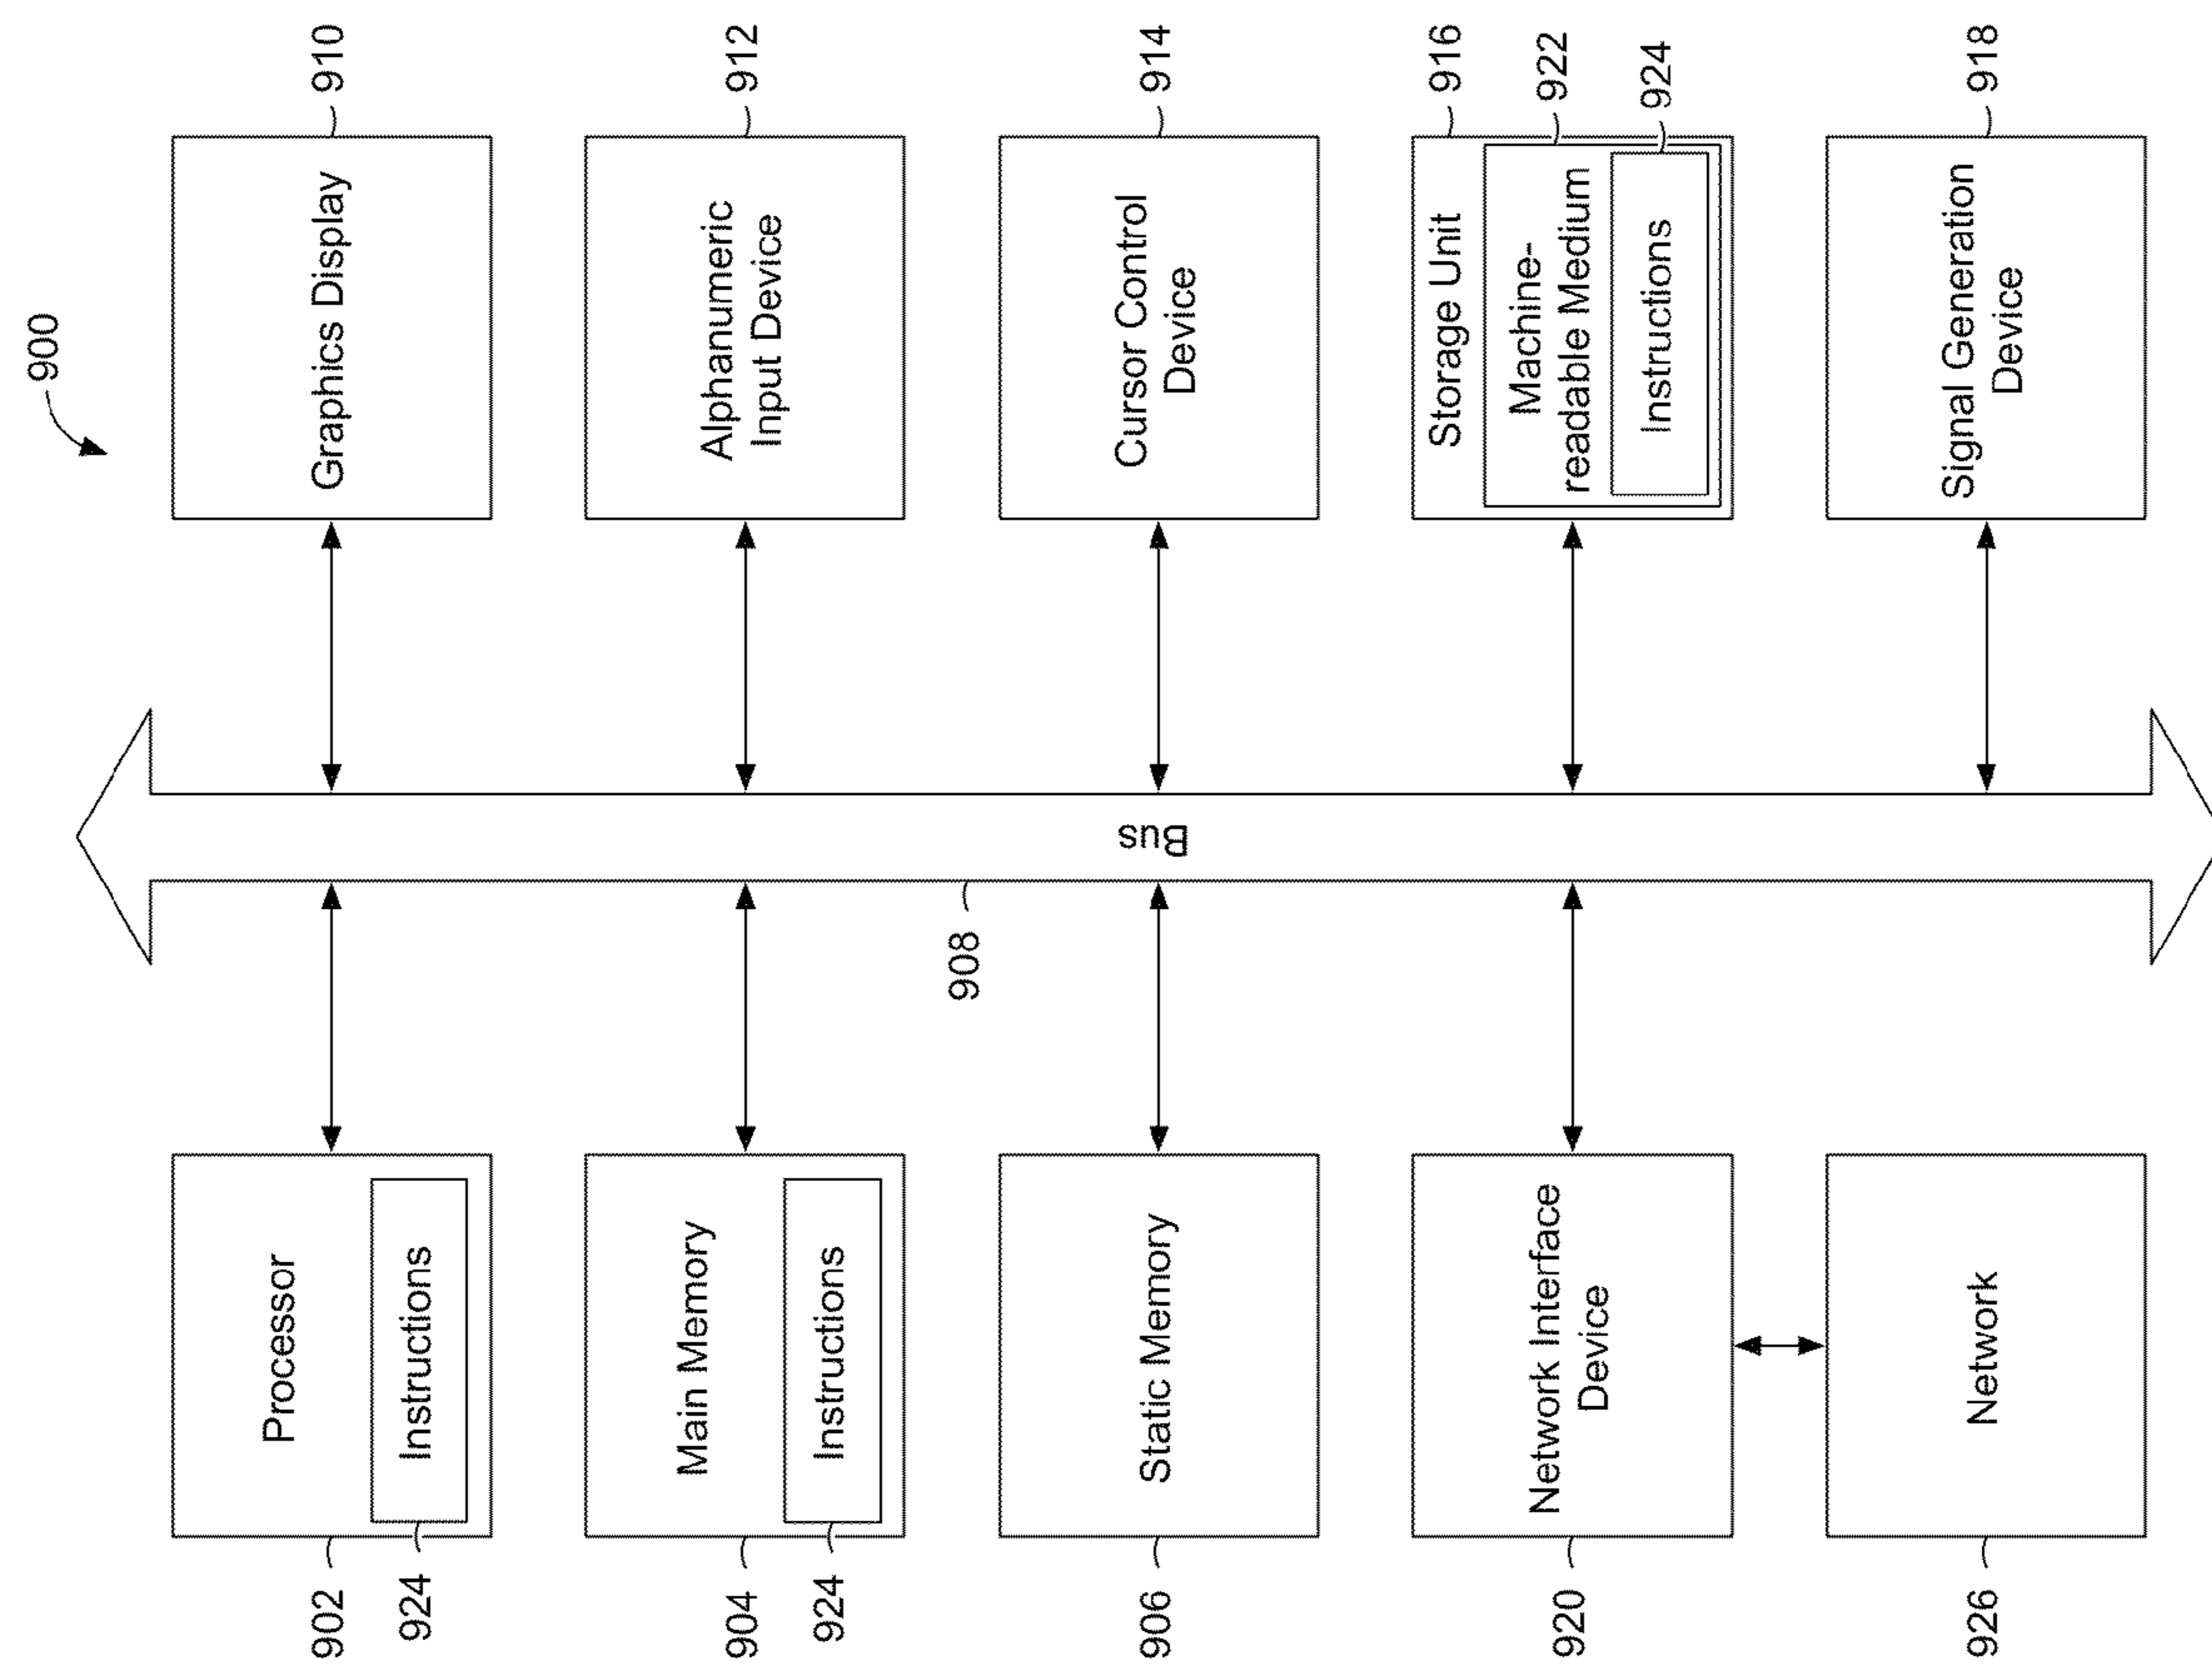 900
Processor
Instructions
902
924
Main Memory
Instructions
904
924
Static Memory
906
Network Interface
Device
920
Network
926
Bus
908
Graphics Display
910
Alphanumeric
Input Device
912
Cursor Control
Device
914
Storage Unit
916
Machine-
readable Medium
922
Instructions
924
Signal Generation
Device
918